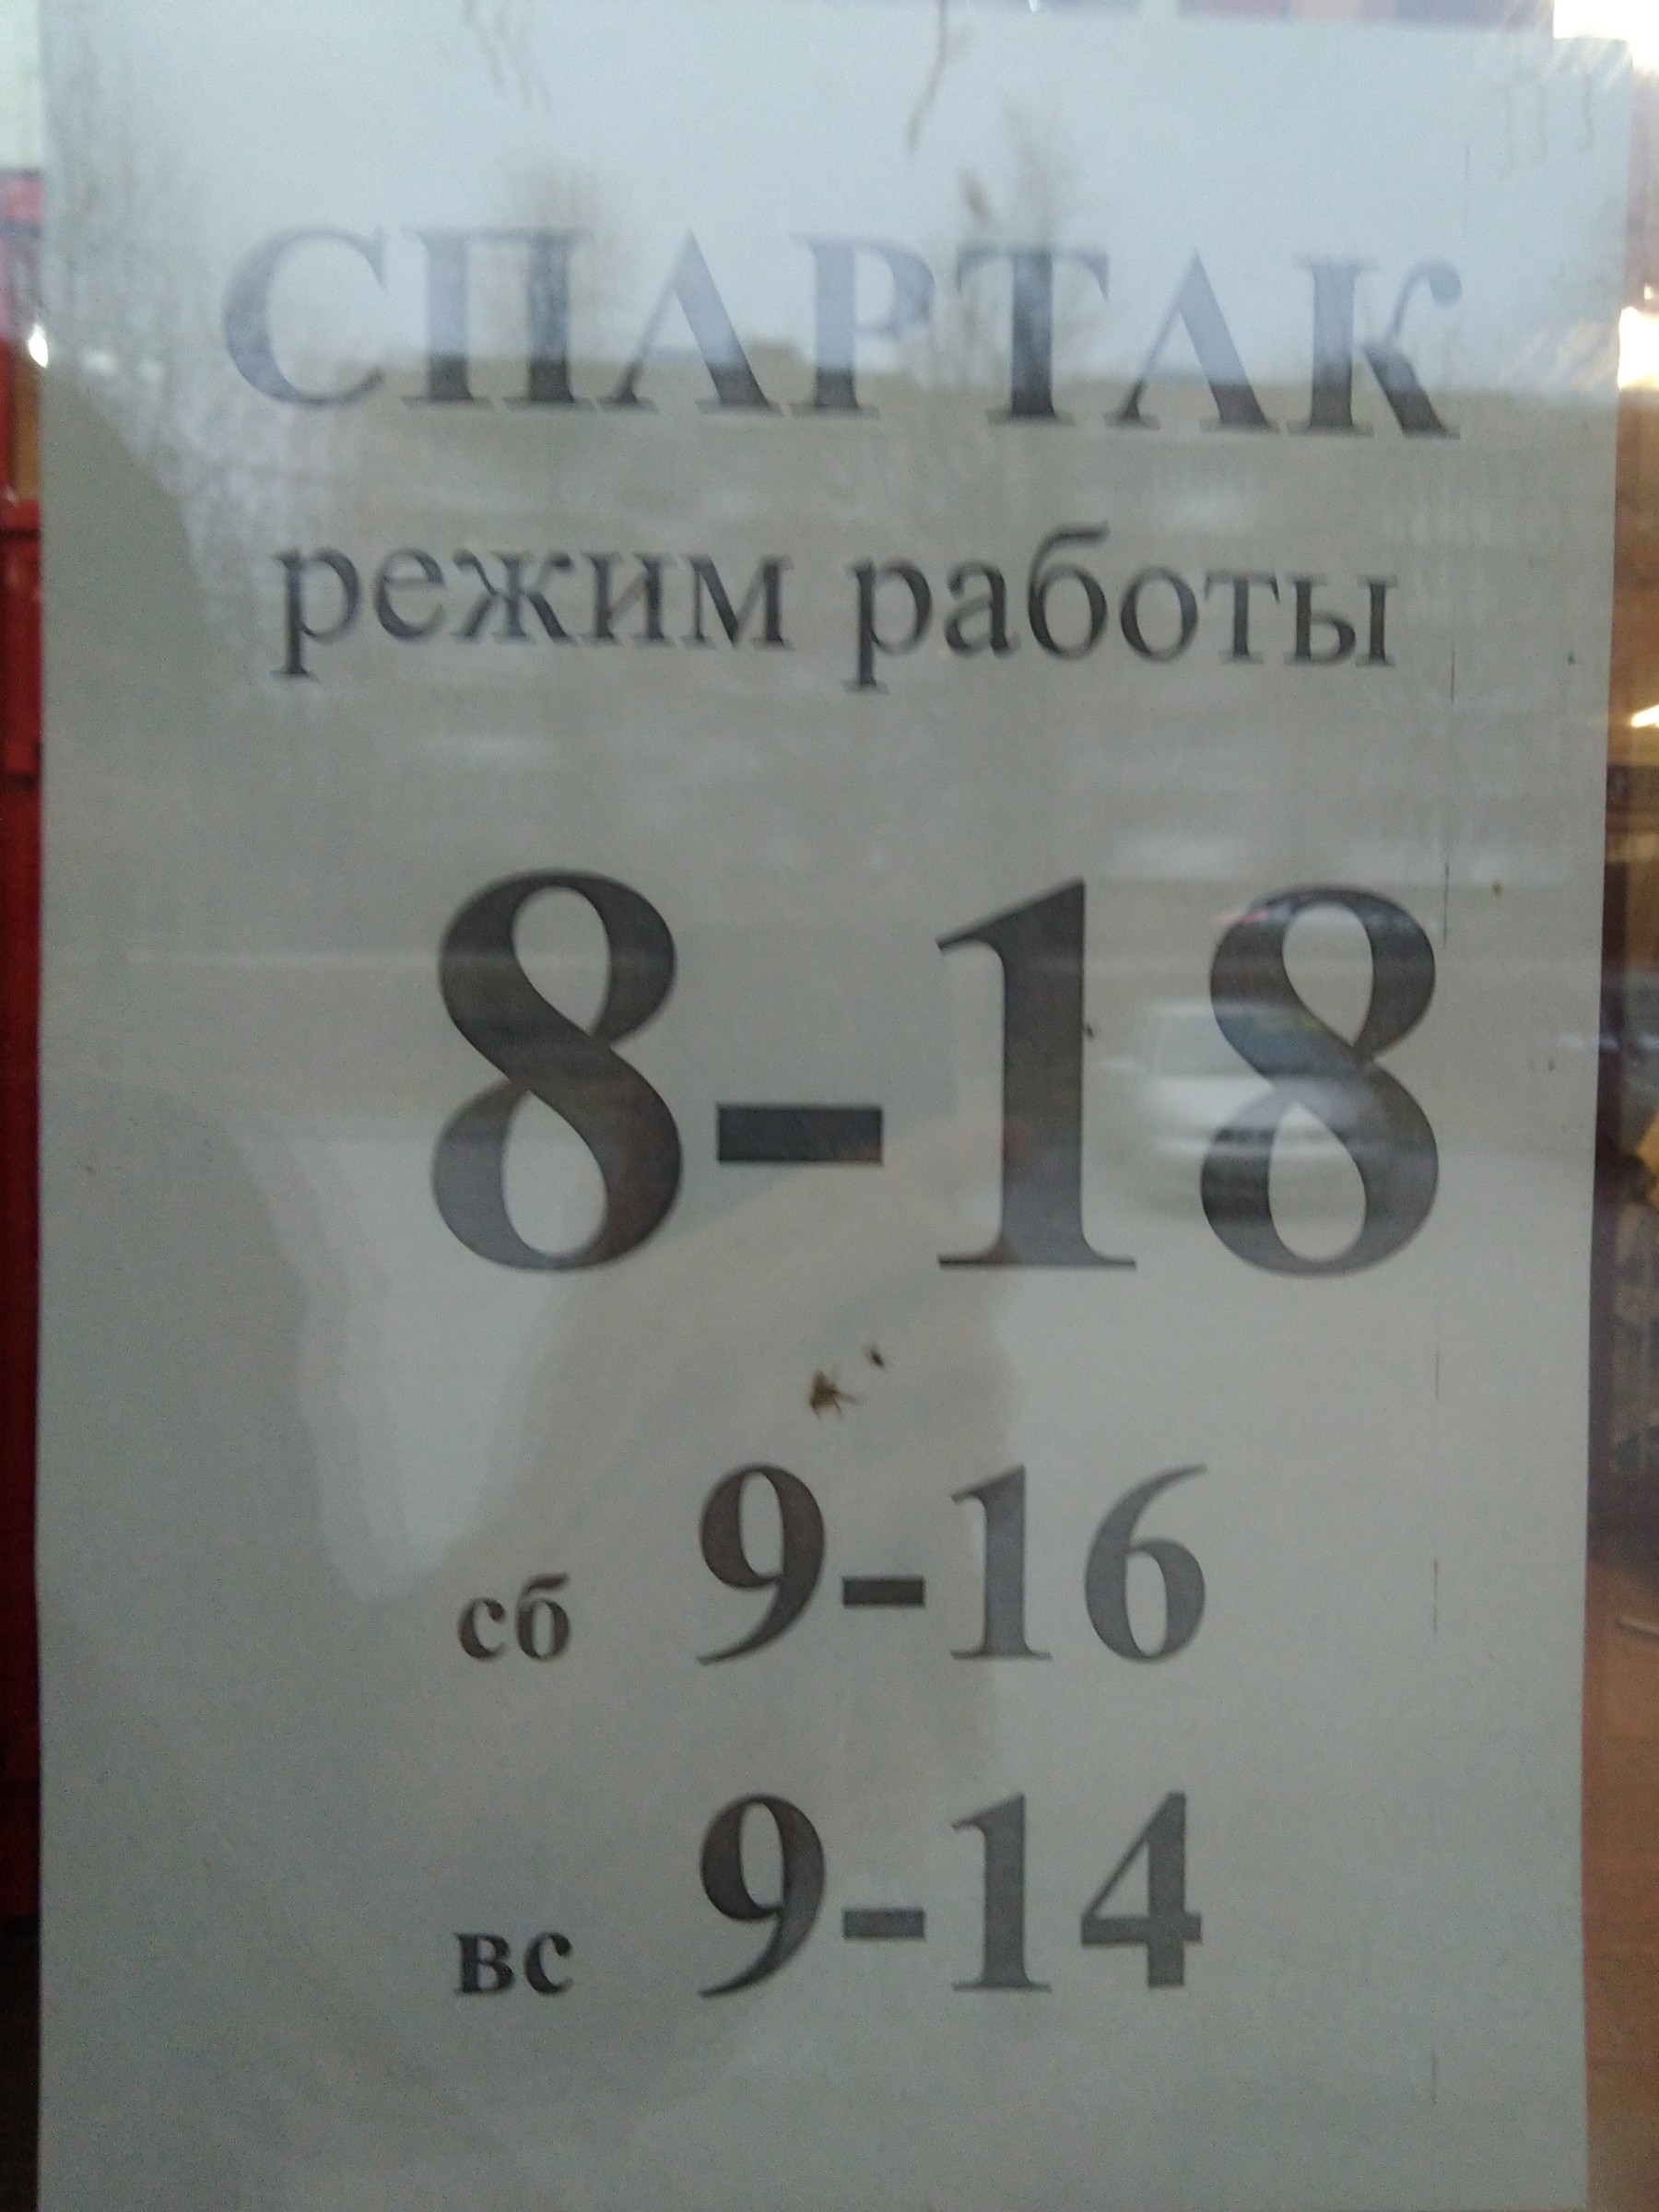 СПАРТАК
режим работы
8-18
сб 9-16
вс 9-14